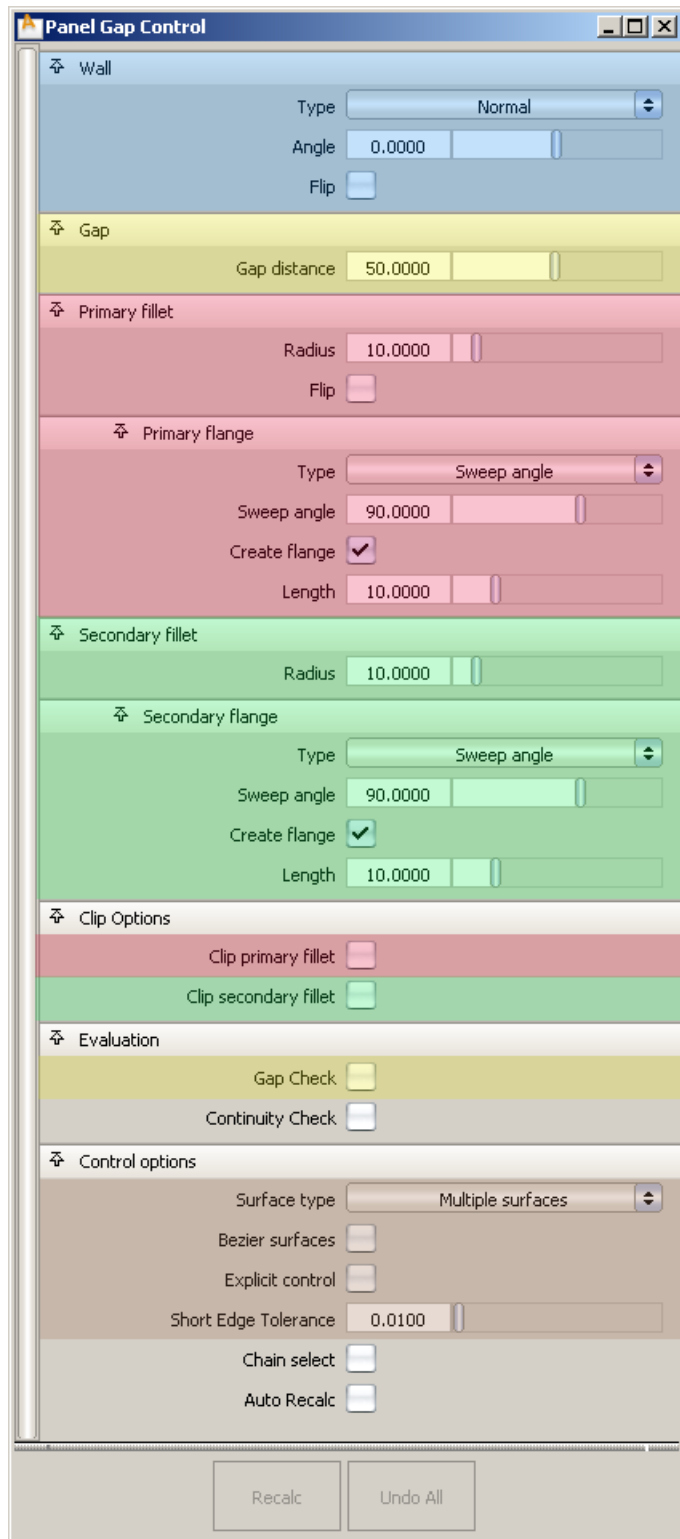 Panel Gap Control
Wall
Type Normal
Angle 0.0000
Flip
Gap
Gap distance 50.0000
Primary fillet
Radius 10.0000
Flip
Primary flange
Type Sweep angle
Sweep angle 90.0000
Create flange
Length 10.0000
Secondary fillet
Radius 10.0000
Secondary flange
Type Sweep angle
Sweep angle 90.0000
Create flange
Length 10.0000
Clip Options
Clip primary fillet
Clip secondary fillet
Evaluation
Gap Check
Continuity Check
Control options
Surface type Multiple surfaces
Bezier surfaces
Explicit control
Short Edge Tolerance 0.0100
Chain select
Auto Recalc
Recalc Undo All